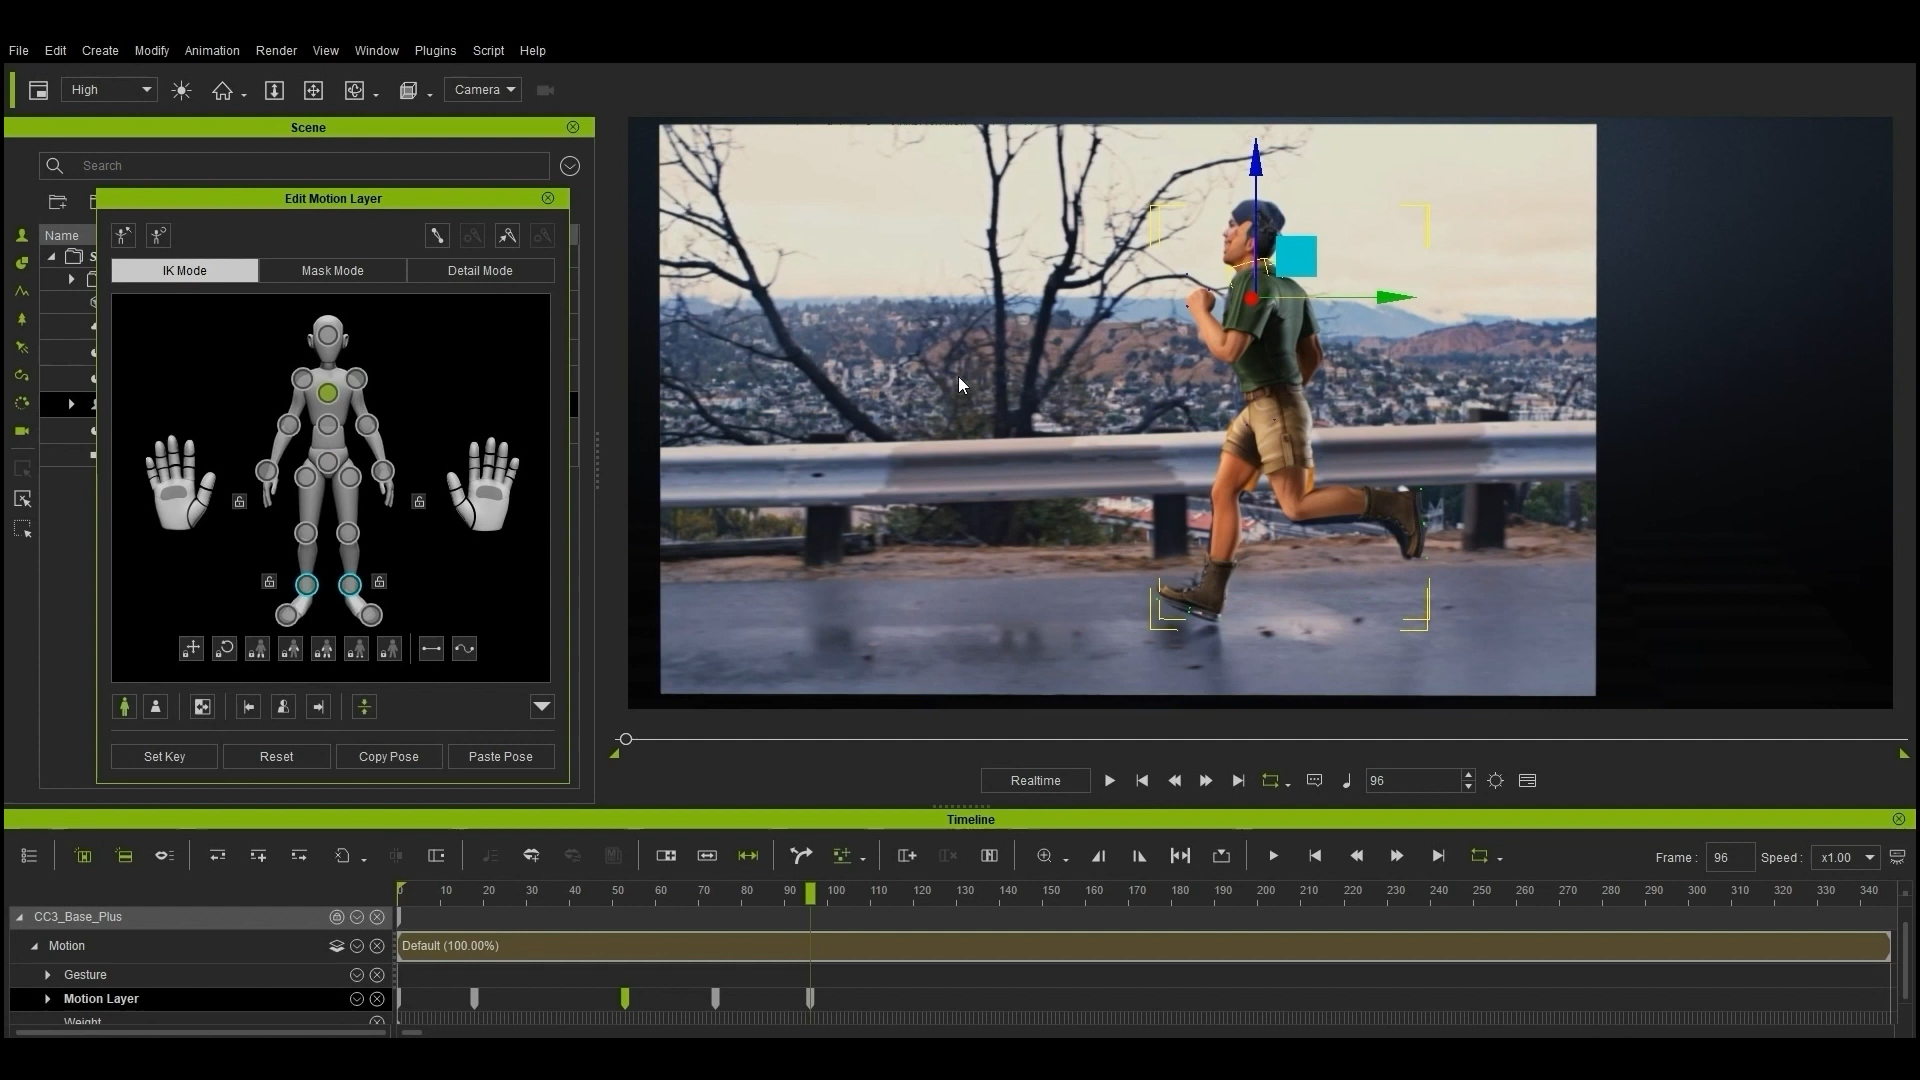 File Edit Create Modify Animation Render View Window Plugins Script Help
High Camera
Scene
Search
Edit Motion Layer
Name
S
IK Mode Mask Mode Detail Mode
Set Key Reset Copy Pose Paste Pose
Realtime 96
Timeline
Frame : 96 Speed : x1.00
0 10 20 30 40 50 60 70 80 90 100 110 120 130 140 150 160 170 180 190 200 210 220 230 240 250 260 270 280 290 300 310 320 330 340
CC3_Base_Plus
Motion Default (100.00%)
Gesture
Motion Layer
Weight